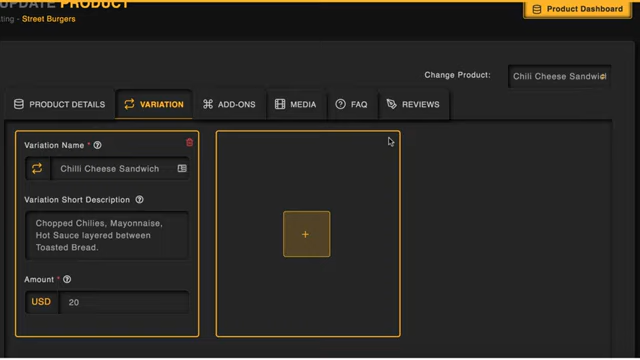 UPDATE PRODUCT
Product Dashboard
ating - Street Burgers
Change Product:
Chili Cheese Sandwich
PRODUCT DETAILS
VARIATION
ADD-ONS
MEDIA
FAQ
REVIEWS
Variation Name *
Chilli Cheese Sandwich
Variation Short Description
Chopped Chilies, Mayonnaise,
Hot Sauce layered between
Toasted Bread.
Amount *
USD
20
+